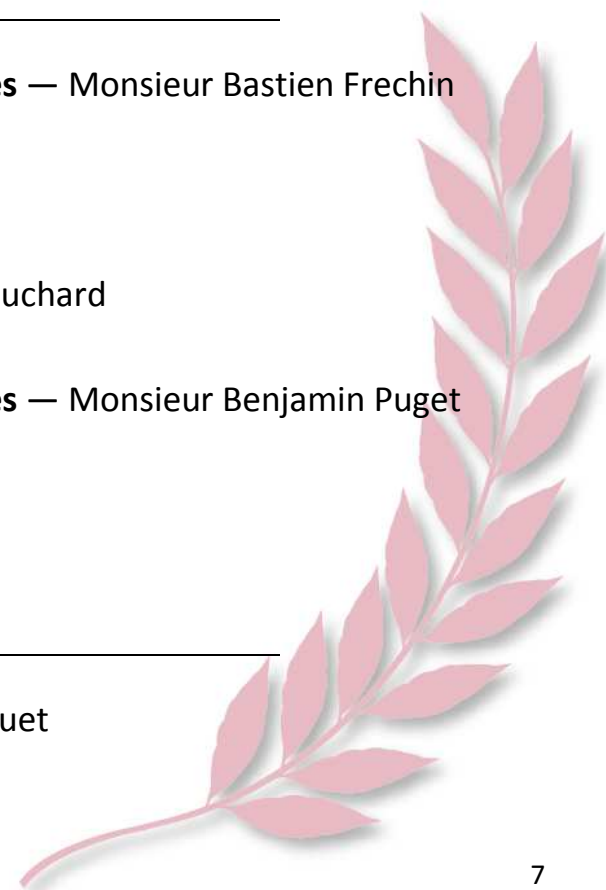 es — Monsieur Bastien Frechin
uchard
es — Monsieur Benjamin Puget
uet
7